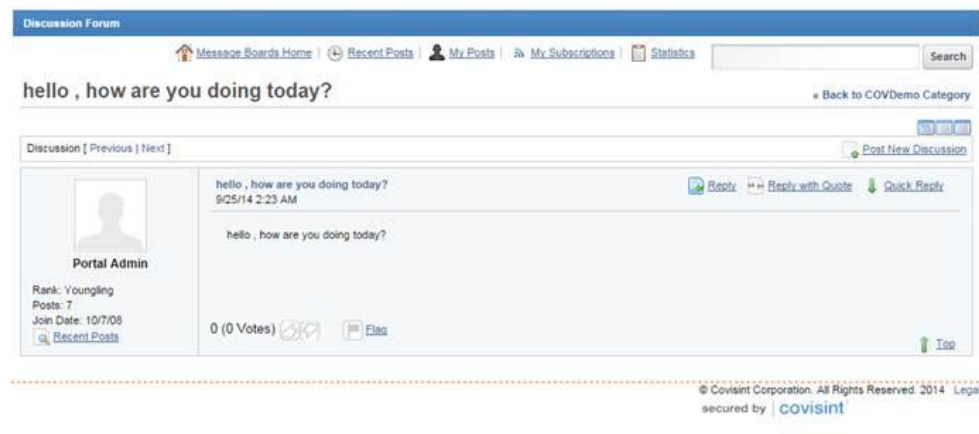 Discussion Forum
Message Boards Home | Recent Posts | My Posts | My Subscriptions | Statistics Search
hello , how are you doing today?
« Back to COVDemo Category
Discussion [ Previous | Next ]
Post New Discussion
hello , how are you doing today?
9/25/14 2:23 AM
Reply Reply with Quote Quick Reply
hello , how are you doing today?
Portal Admin
Rank: Youngling
Posts: 7
Join Date: 10/7/08
Recent Posts
0 (0 Votes) Flag
Top
© Covisint Corporation. All Rights Reserved. 2014 Lega
secured by | covisint